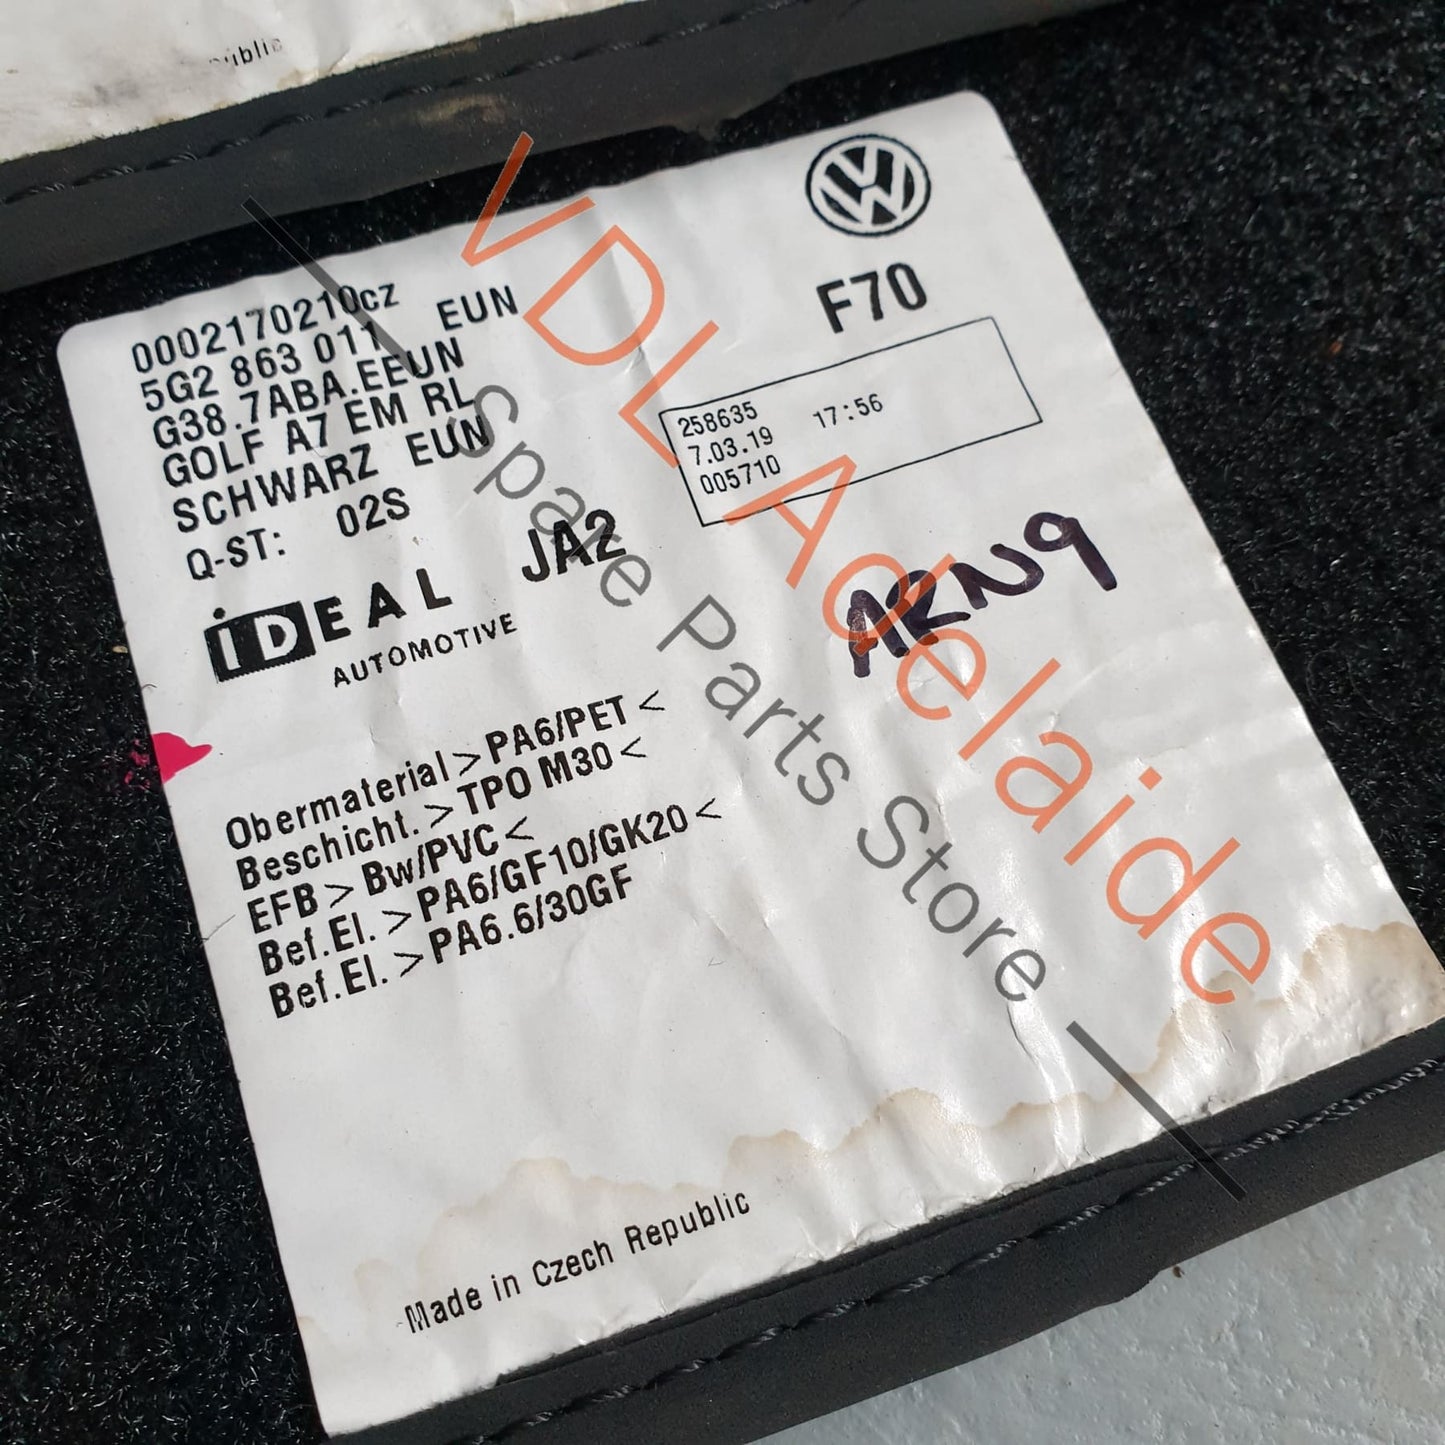 ublic
0002170210CZ
5G2 863 011 EUN
G38.7ABA.EEUN
GOLF A7 EM RL
SCHWARZ EUN
Q-ST: 02S
iDEAL JA2
AUTOMOTIVE
F70
258635 17:56
7.03.19
005710
ARN9
Obermaterial>PA6/PET<
Beschicht.>TPO M30<
EFB>Bw/PVC<
Bef.El.>PA6/GF10/GK20<
Bef.El.>PA6.6/30GF
Made in Czech Republic
VDL Adelaide
Spare Parts Store